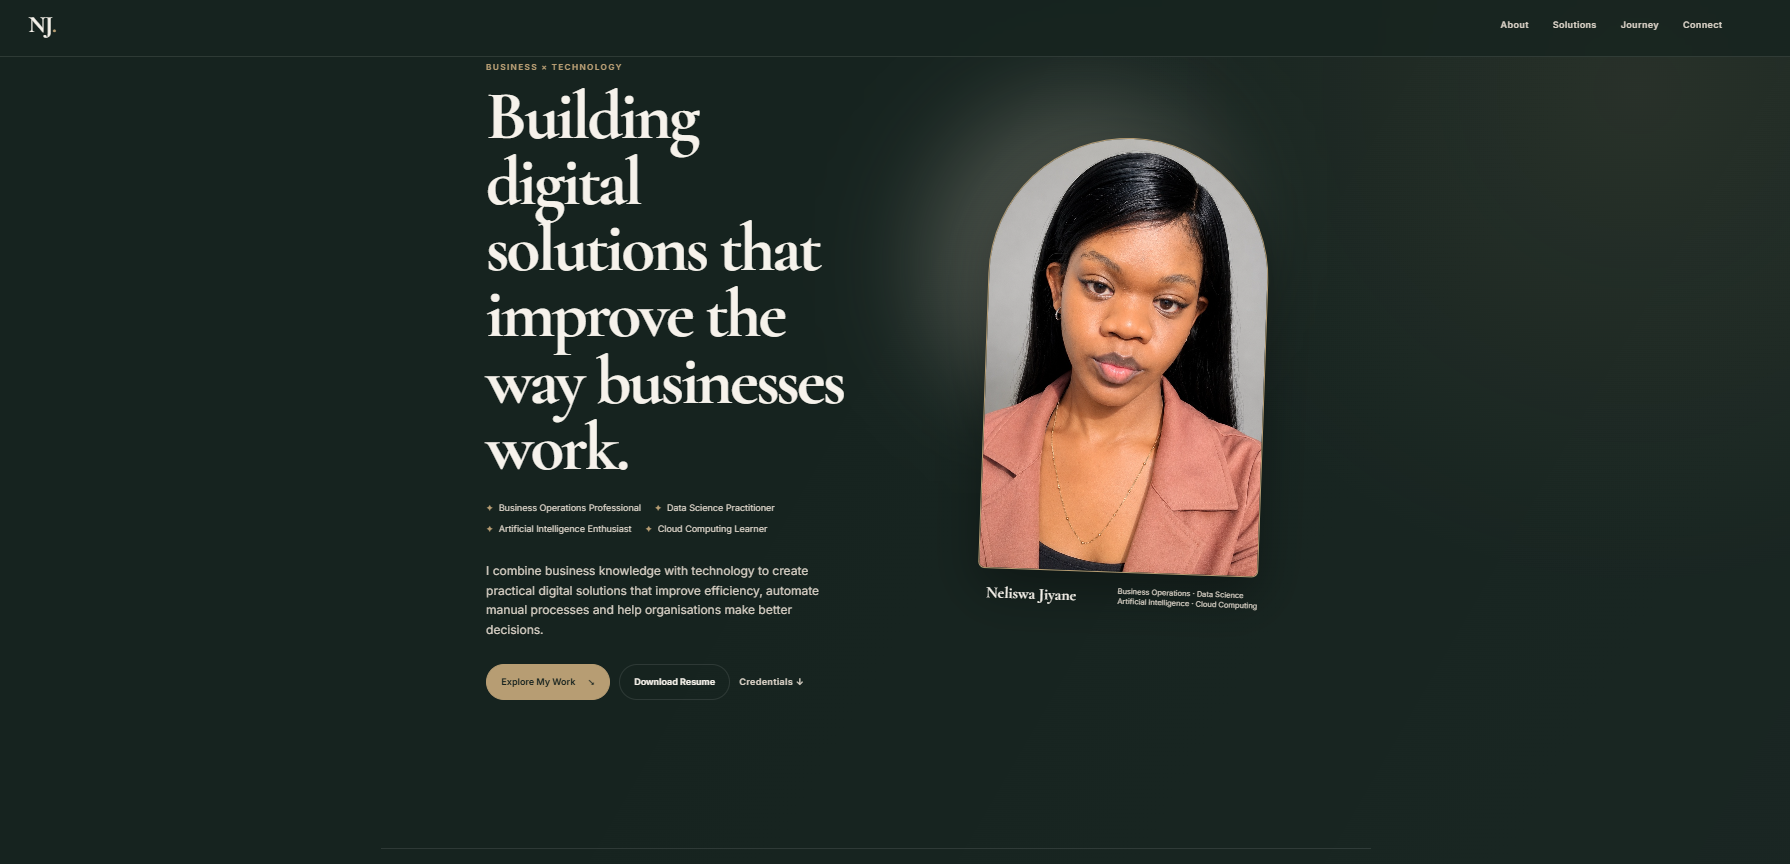 NJ.
About Solutions Journey Connect
BUSINESS × TECHNOLOGY
Building
digital
solutions that
improve the
way businesses
work.
✦ Business Operations Professional ✦ Data Science Practitioner
✦ Artificial Intelligence Enthusiast ✦ Cloud Computing Learner
I combine business knowledge with technology to create
practical digital solutions that improve efficiency, automate
manual processes and help organisations make better
decisions.
Explore My Work ↘
Download Resume
Credentials ↓
Neliswa Jiyane
Business Operations · Data Science
Artificial Intelligence · Cloud Computing